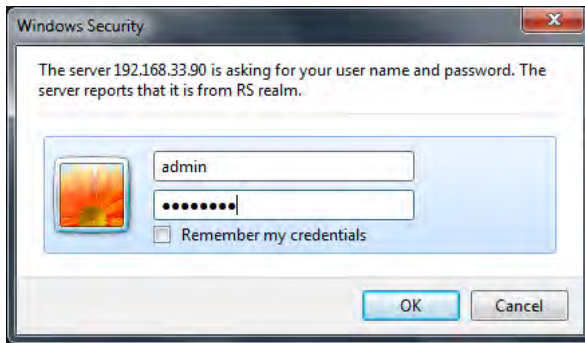 Windows Security
The server 192.168.33.90 is asking for your user name and password. The
server reports that it is from RS realm.
admin
●●●●●●●●
Remember my credentials
OK
Cancel